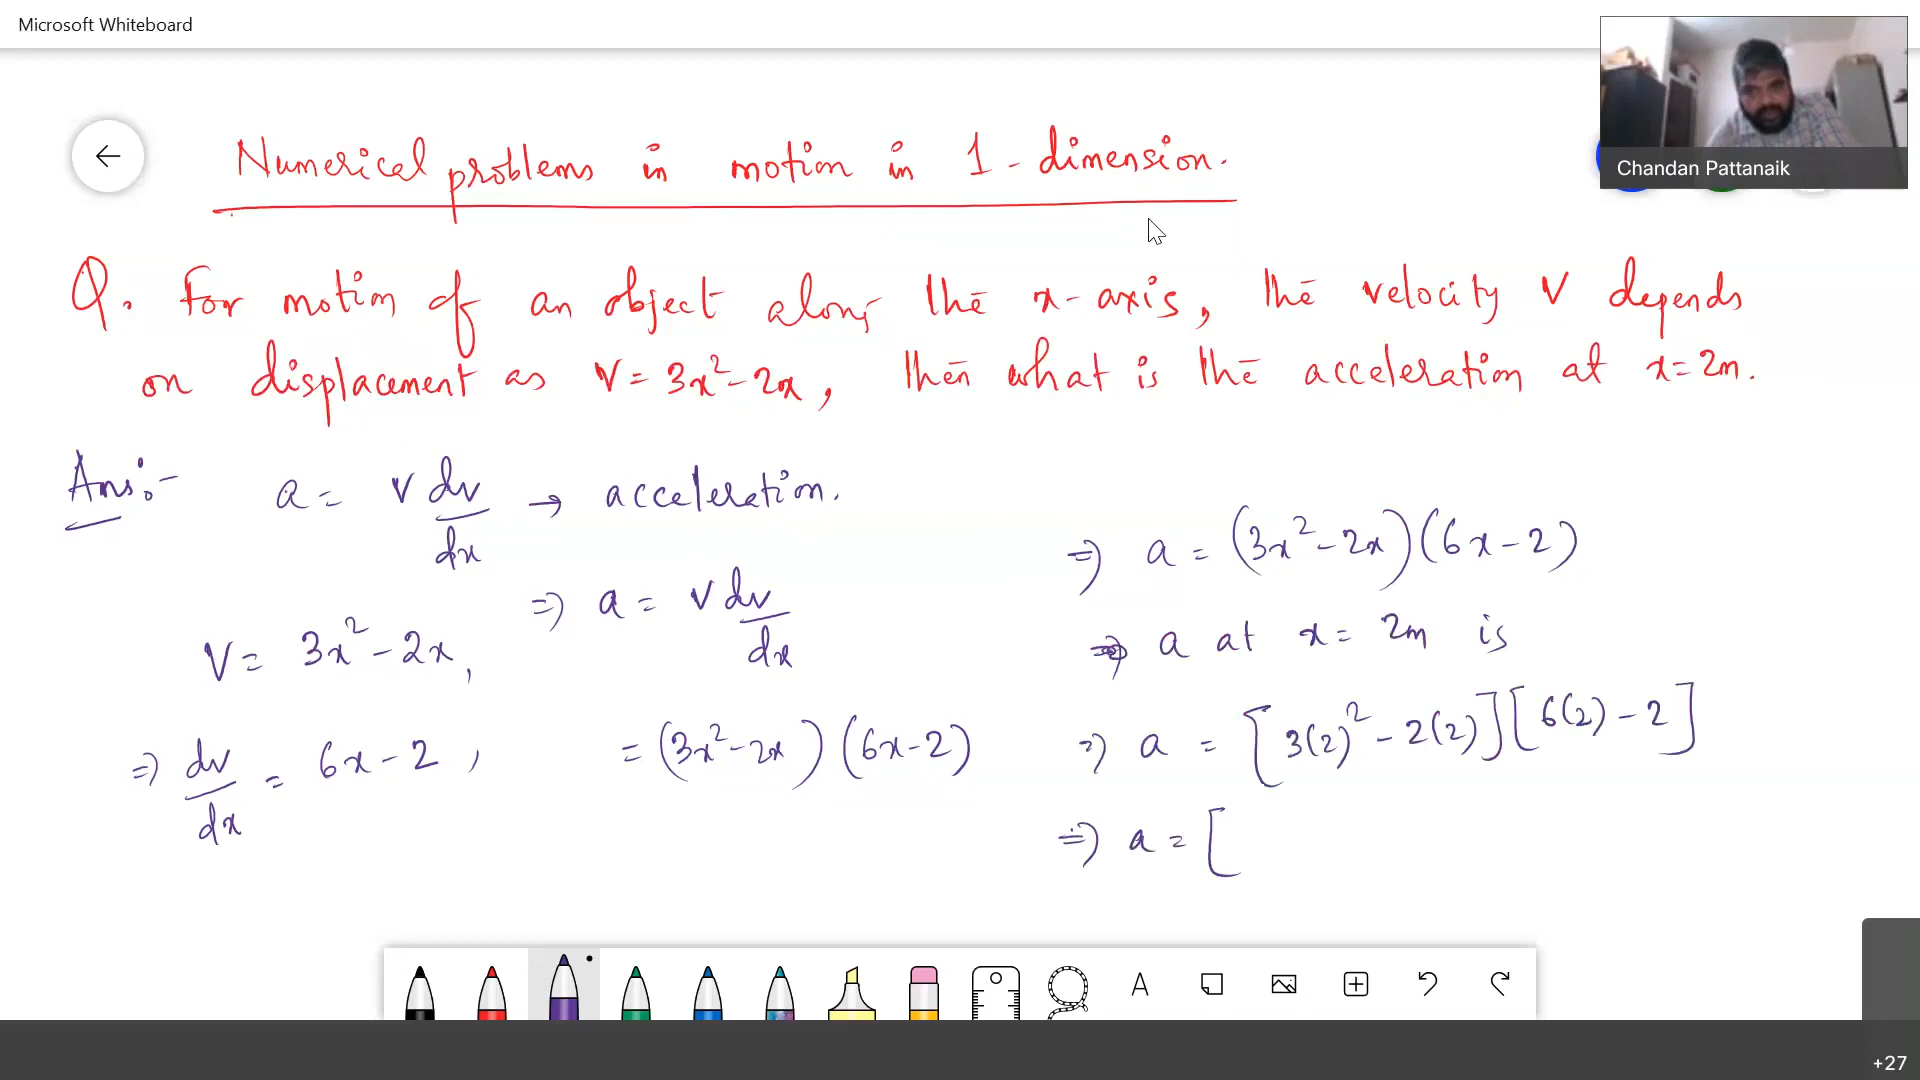 Microsoft Whiteboard
Chandan Pattanaik
Numerical problems in motion in 1-dimension.
Q. For motion of an object along the x-axis, the velocity V depends
on displacement as V = 3x² - 2x, then what is the acceleration at x = 2m.
Ans:- a = v dv/dx → acceleration.
V = 3x² - 2x,
⇒ dv/dx = 6x - 2,
⇒ a = v dv/dx
= (3x² - 2x) (6x - 2)
⇒ a = (3x² - 2x) (6x - 2)
⇒ a at x = 2m is
⇒ a = [3(2)² - 2(2)] [6(2) - 2]
⇒ a = [
A
+27